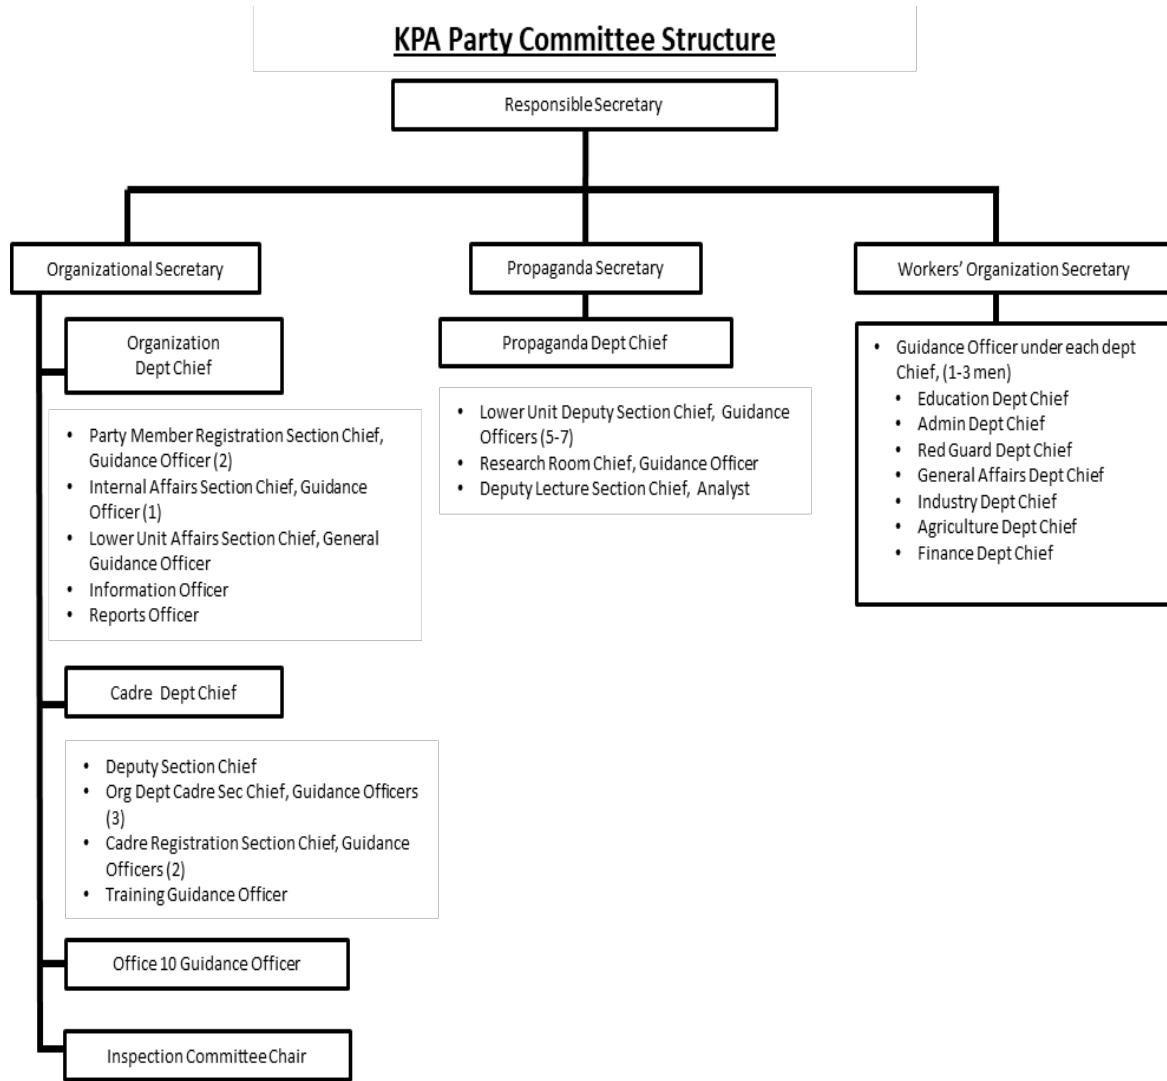 KPA Party Committee Structure
Responsible Secretary
Organizational Secretary
Propaganda Secretary
Workers' Organization Secretary
Organization
Dept Chief
• Party Member Registration Section Chief,
Guidance Officer (2)
• Internal Affairs Section Chief, Guidance
Officer (1)
• Lower Unit Affairs Section Chief, General
Guidance Officer
• Information Officer
• Reports Officer
Cadre Dept Chief
• Deputy Section Chief
• Org Dept Cadre Sec Chief, Guidance Officers
(3)
• Cadre Registration Section Chief, Guidance
Officers (2)
• Training Guidance Officer
Office 10 Guidance Officer
Inspection Committee Chair
Propaganda Dept Chief
• Lower Unit Deputy Section Chief, Guidance
Officers (5-7)
• Research Room Chief, Guidance Officer
• Deputy Lecture Section Chief, Analyst
• Guidance Officer under each dept
Chief, (1-3 men)
• Education Dept Chief
• Admin Dept Chief
• Red Guard Dept Chief
• General Affairs Dept Chief
• Industry Dept Chief
• Agriculture Dept Chief
• Finance Dept Chief